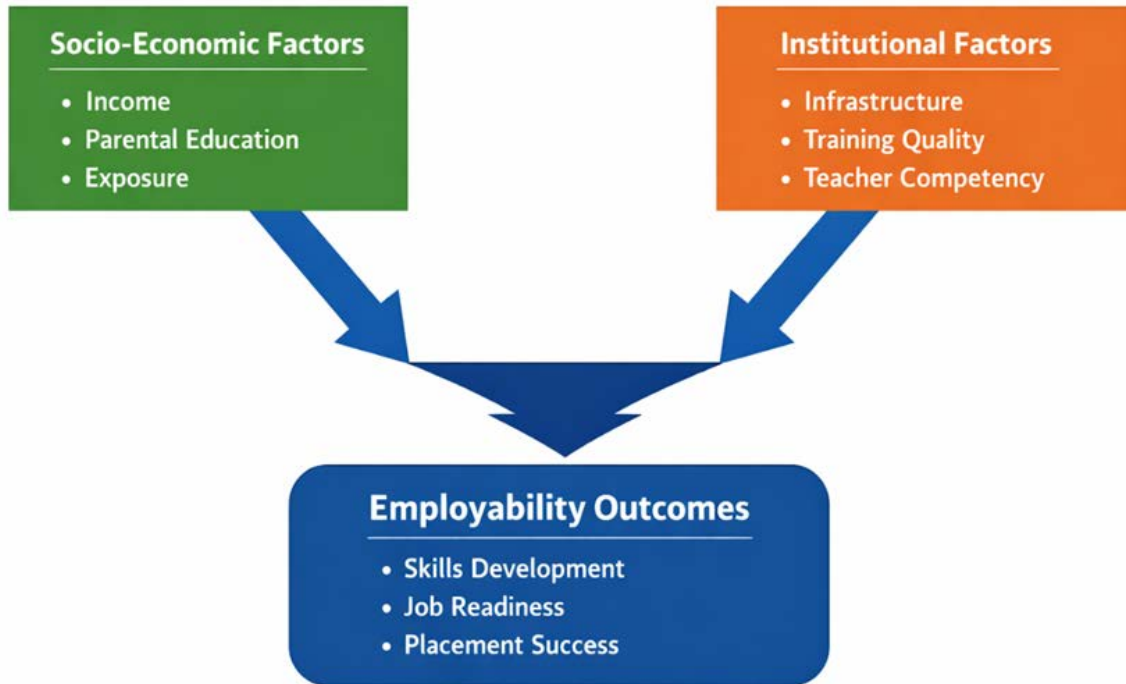 Socio-Economic Factors
• Income
• Parental Education
• Exposure
Institutional Factors
• Infrastructure
• Training Quality
• Teacher Competency
Employability Outcomes
• Skills Development
• Job Readiness
• Placement Success